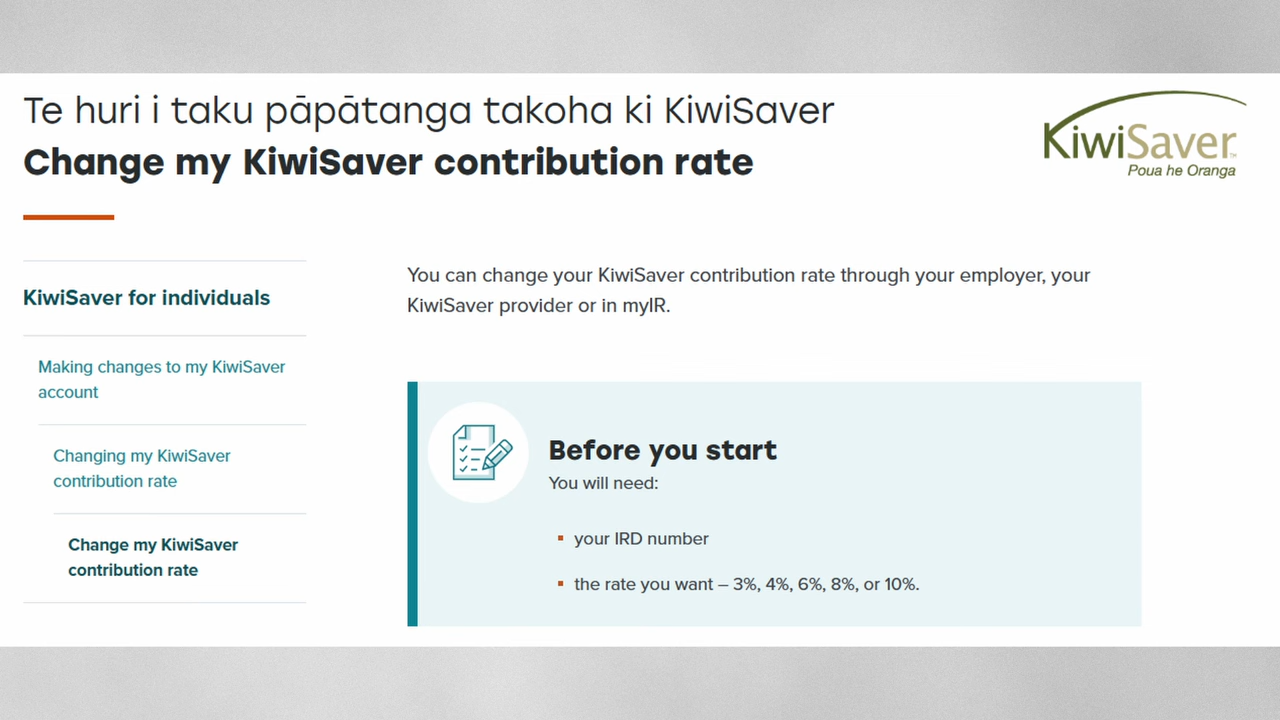 Te huri i taku pāpātanga takoha ki KiwiSaver
Change my KiwiSaver contribution rate
KiwiSaver™
Poua he Oranga
KiwiSaver for individuals
Making changes to my KiwiSaver
account
Changing my KiwiSaver
contribution rate
Change my KiwiSaver
contribution rate
You can change your KiwiSaver contribution rate through your employer, your
KiwiSaver provider or in myIR.
Before you start
You will need:
▪ your IRD number
▪ the rate you want – 3%, 4%, 6%, 8%, or 10%.